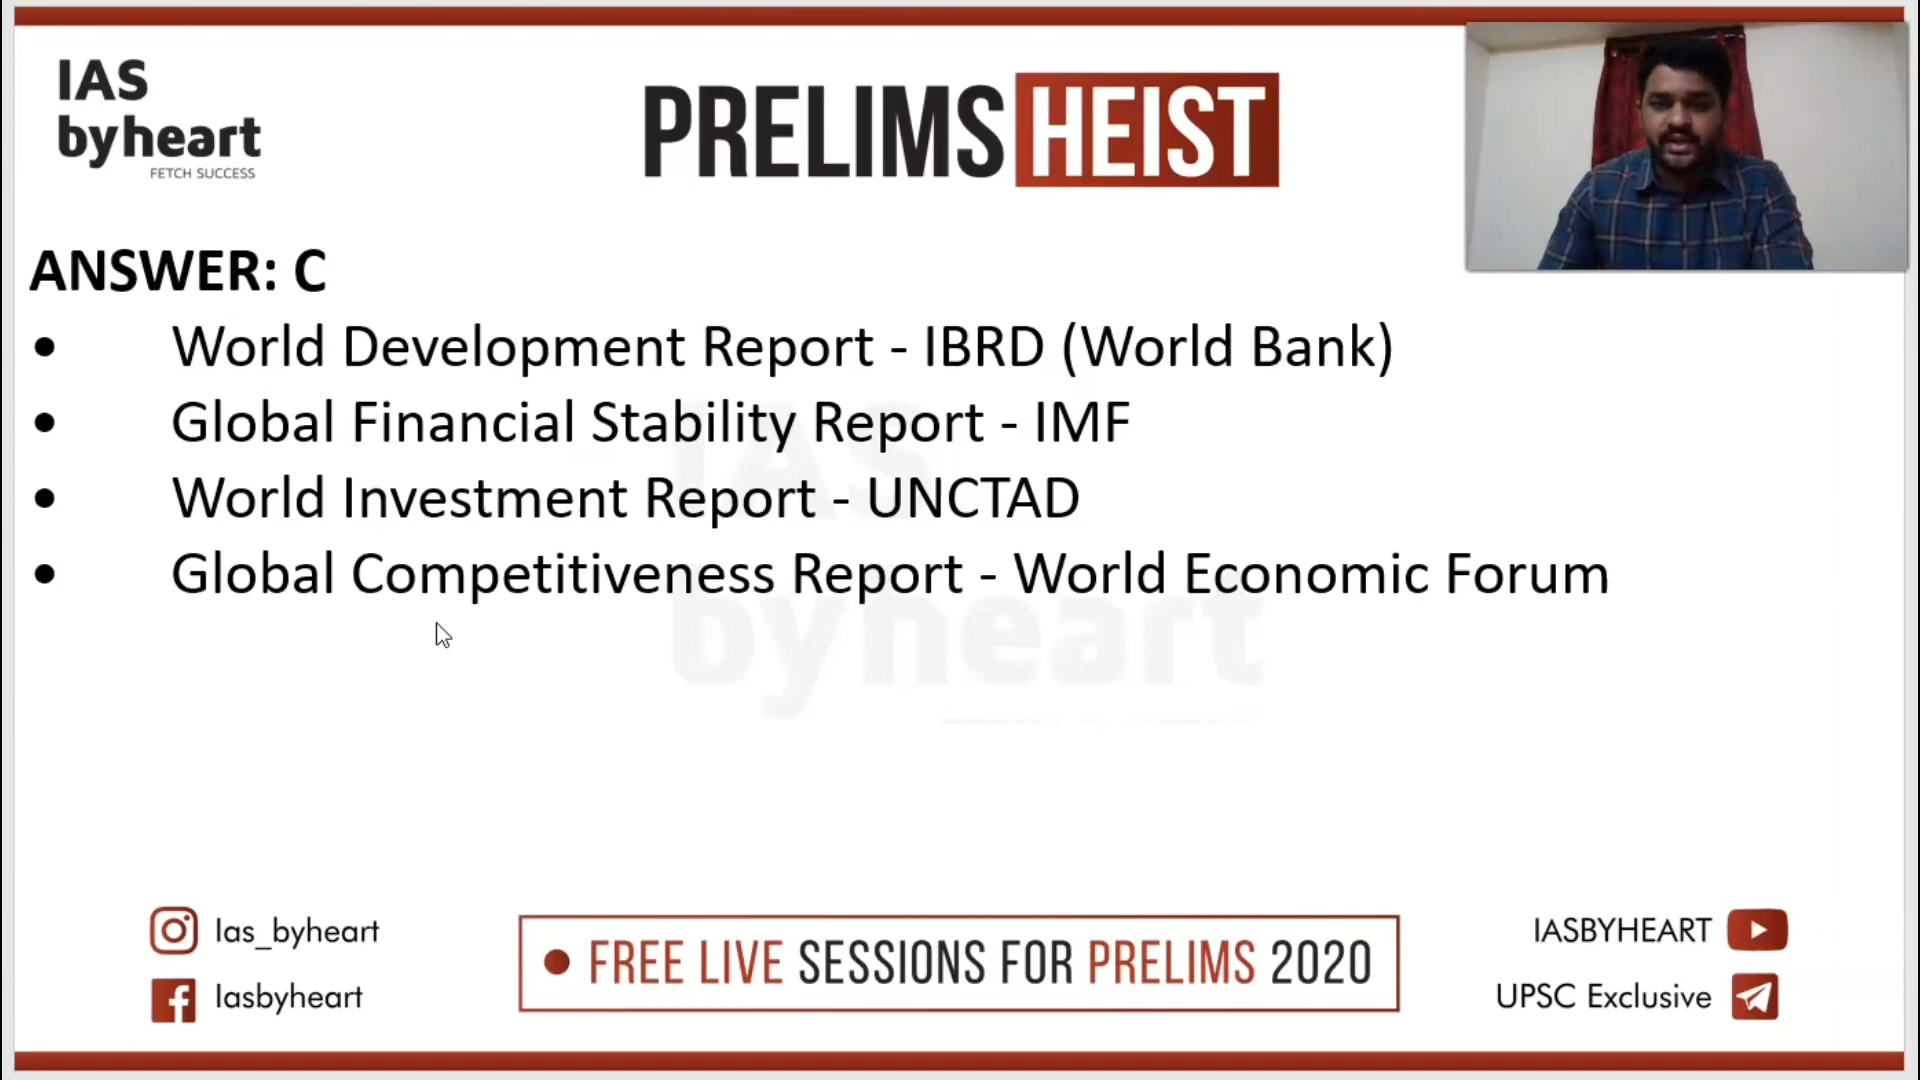 IAS
byheart
FETCH SUCCESS
PRELIMS HEIST
ANSWER: C
• World Development Report - IBRD (World Bank)
• Global Financial Stability Report - IMF
• World Investment Report - UNCTAD
• Global Competitiveness Report - World Economic Forum
IAS
byheart
Ias_byheart
Iasbyheart
• FREE LIVE SESSIONS FOR PRELIMS 2020
IASBYHEART
UPSC Exclusive